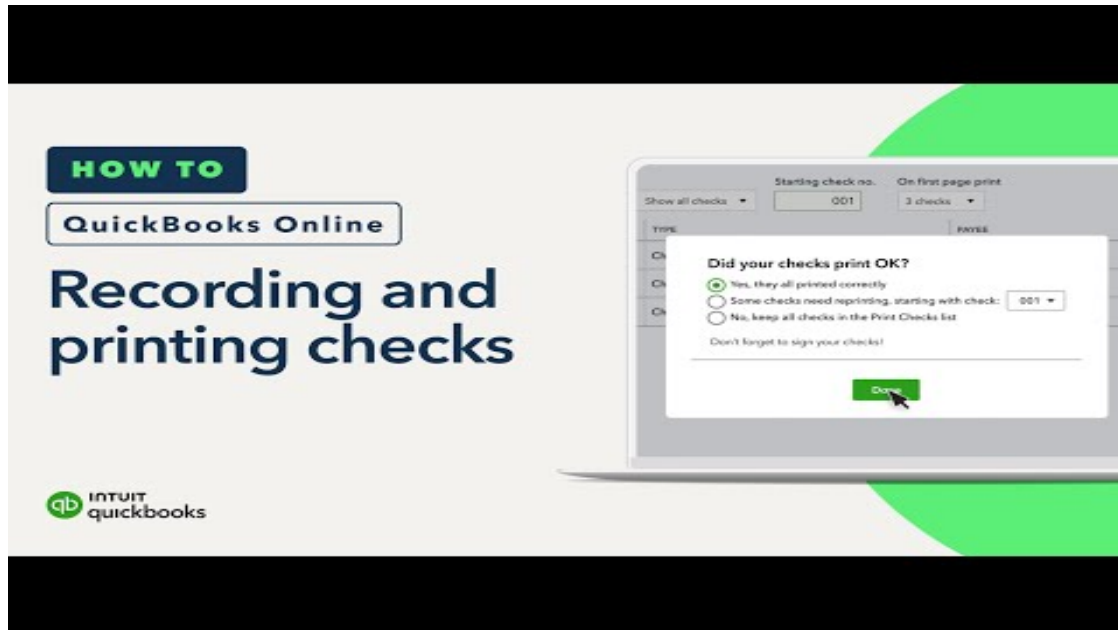 HOW TO
QuickBooks Online
Recording and
printing checks
qb INTUIT
quickbooks
Starting check no. On first page print
Show all checks 001 3 checks
TYPE PAYEE
Did your checks print OK?
Yes, they all printed correctly
Some checks need reprinting, starting with check: 001
No, keep all checks in the Print Checks list
Don't forget to sign your checks!